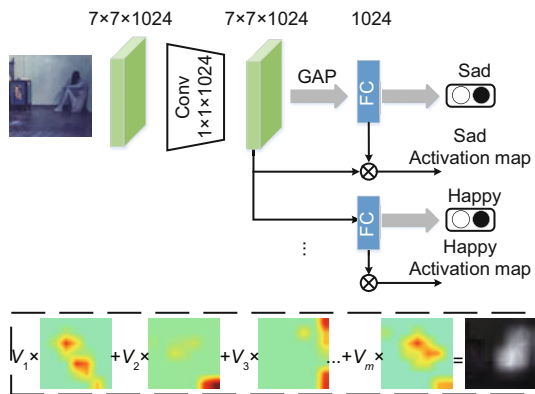 7×7×1024 7×7×1024 1024
Conv
1×1×1024
GAP
FC
Sad
Sad
Activation map
Happy
FC
...
Happy
Activation map
V1× +V2× +V3× ...+Vm× =